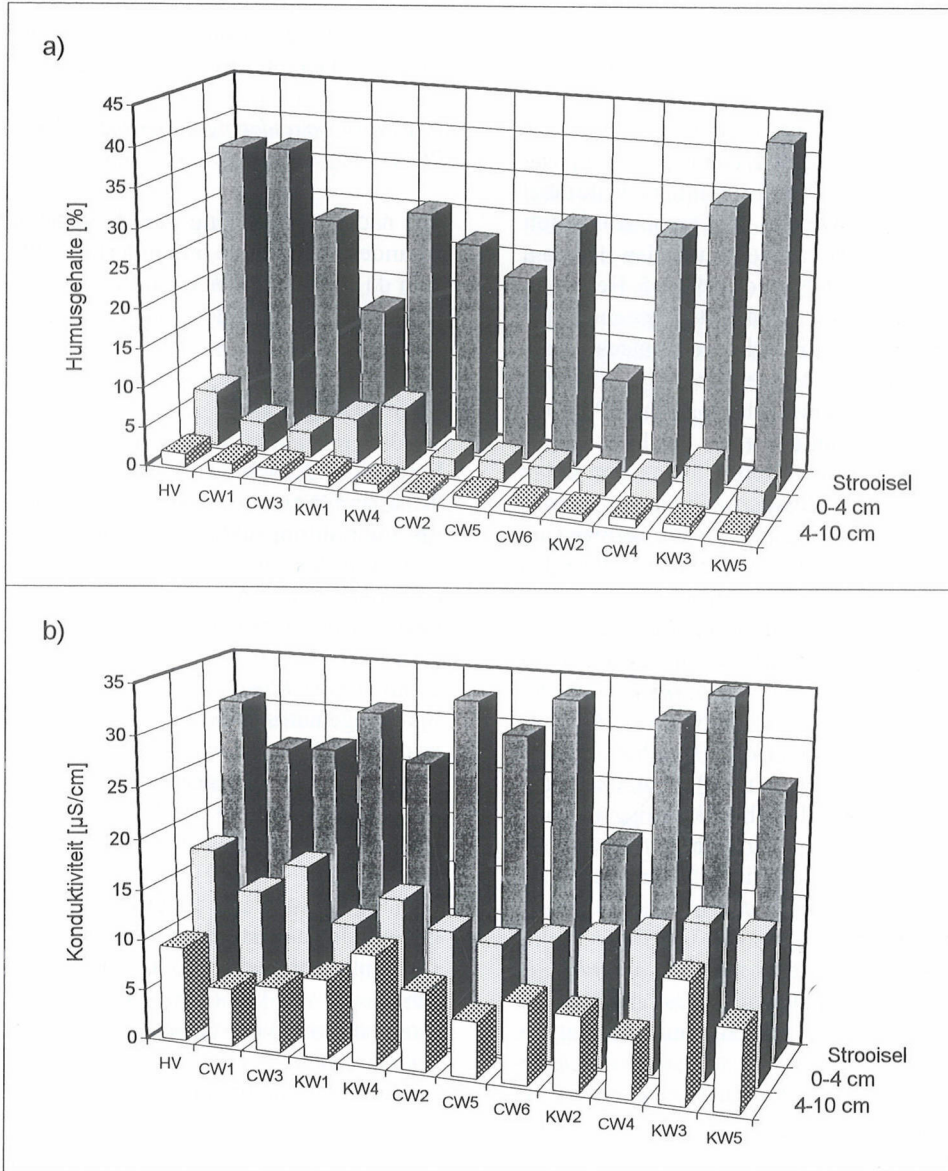 a)
Humusgehalte [%]
45
40
35
30
25
20
15
10
5
0
HV
CW1
CW3
KW1
KW4
CW2
CW5
CW6
KW2
CW4
KW3
KW5
Strooisel
0-4 cm
4-10 cm
b)
Konduktiviteit [µS/cm]
35
30
25
20
15
10
5
0
HV
CW1
CW3
KW1
KW4
CW2
CW5
CW6
KW2
CW4
KW3
KW5
Strooisel
0-4 cm
4-10 cm